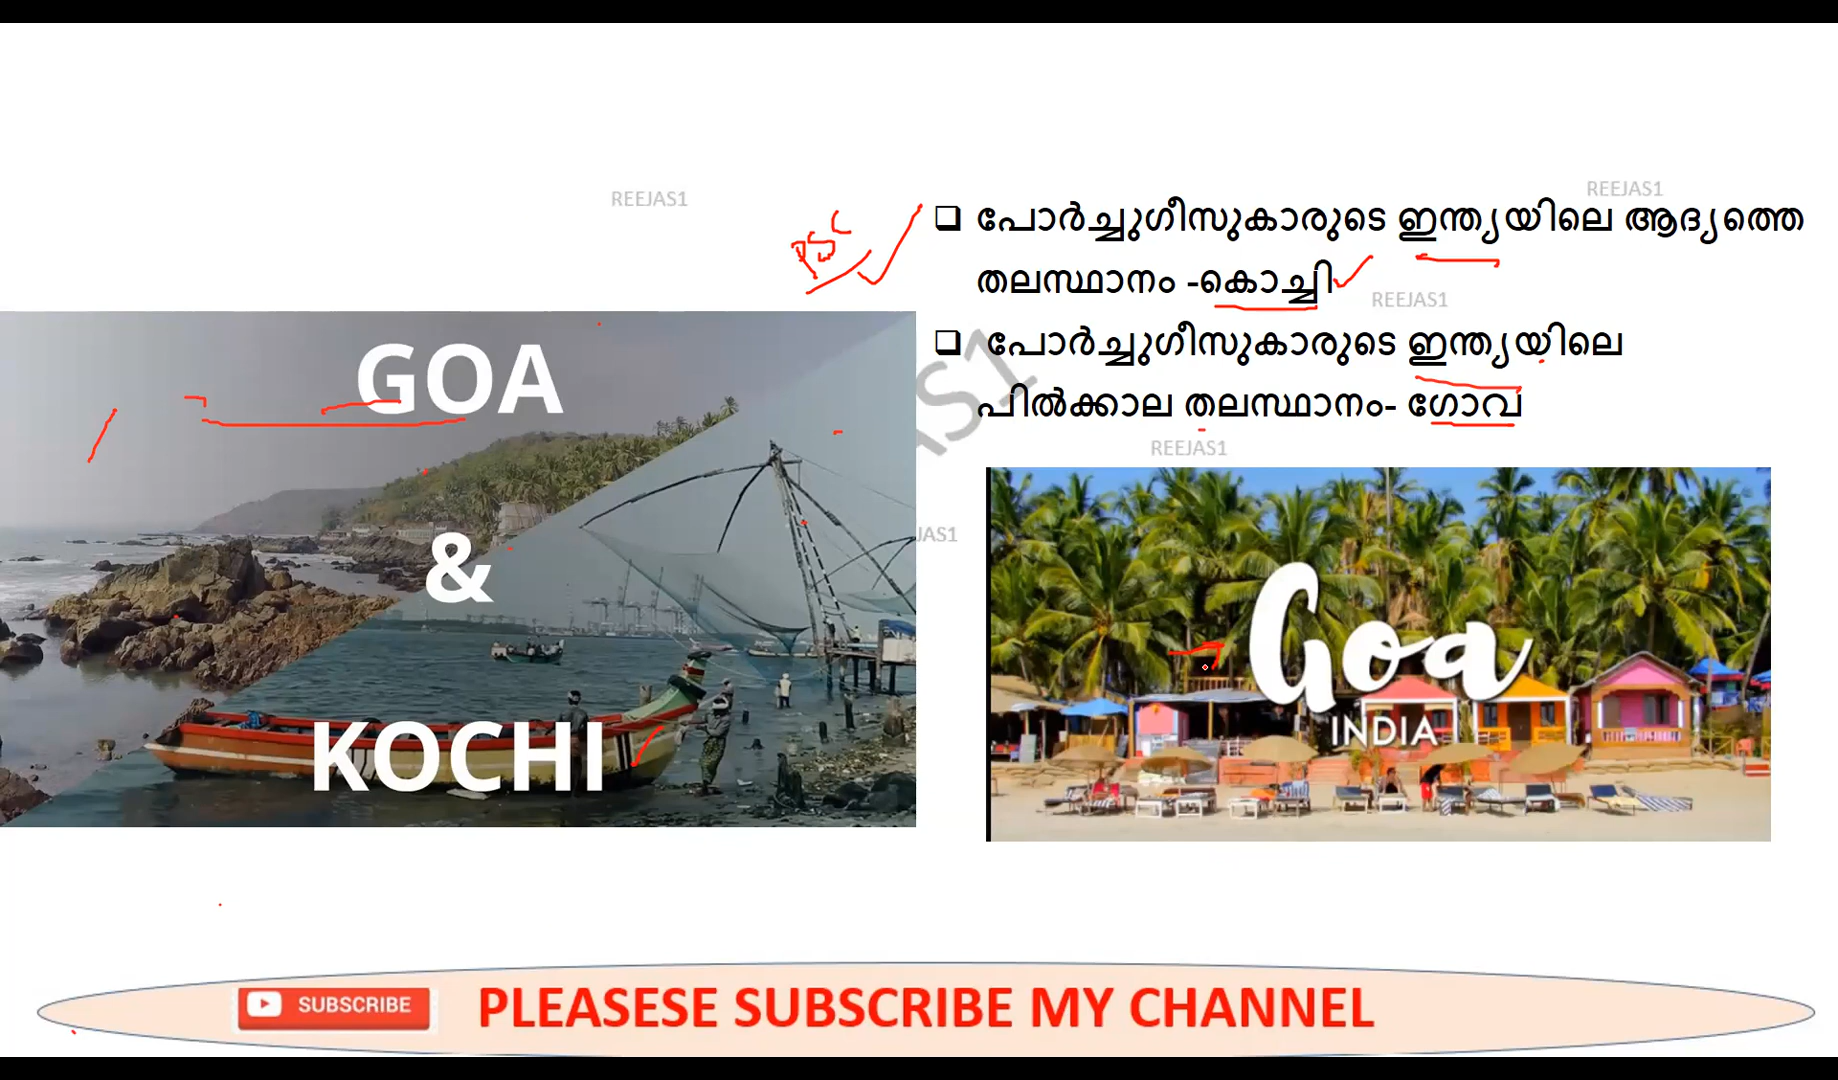 REEJAS1
REEJAS1
PSC
❑ പോർച്ചുഗീസുകാരുടെ ഇന്ത്യയിലെ ആദ്യത്തെ
തലസ്ഥാനം -കൊച്ചി
REEJAS1
❑ പോർച്ചുഗീസുകാരുടെ ഇന്ത്യയിലെ
പിൽക്കാല തലസ്ഥാനം- ഗോവ
REEJAS1
GOA
&
KOCHI
Goa
INDIA
SUBSCRIBE
PLEASESE SUBSCRIBE MY CHANNEL